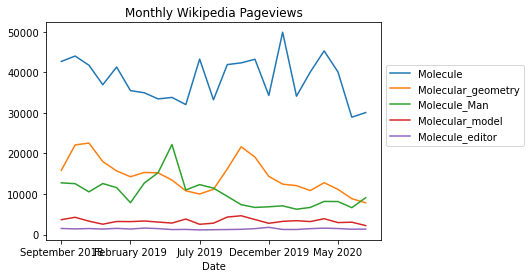 Monthly Wikipedia Pageviews
50000
40000
30000
20000
10000
0
September 2018
February 2019
July 2019
December 2019
May 2020
Date
Molecule
Molecular_geometry
Molecule_Man
Molecular_model
Molecule_editor